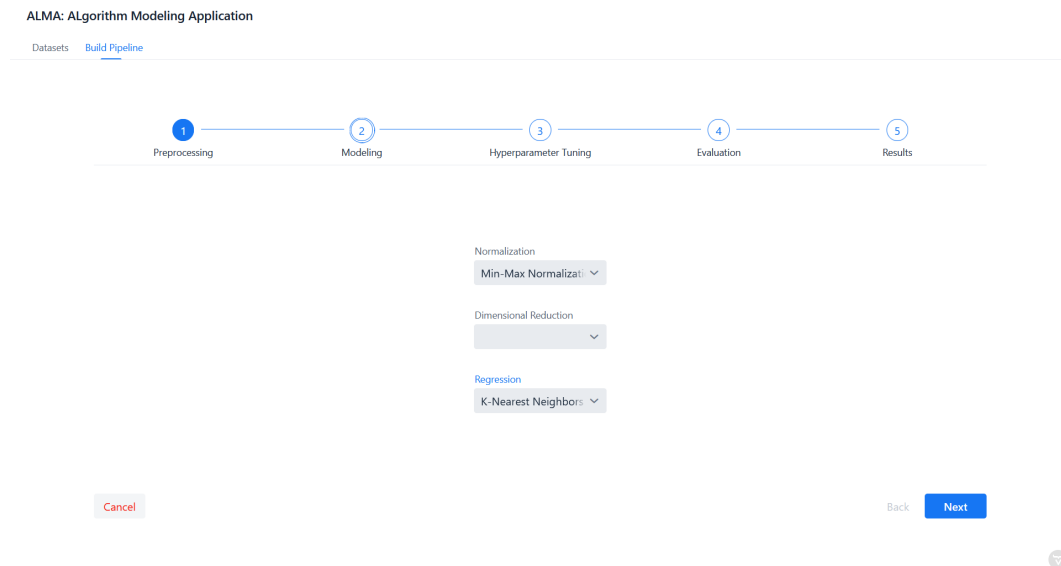 ALMA: ALgorithm Modeling Application
Datasets Build Pipeline
1 2 3 4 5
Preprocessing Modeling Hyperparameter Tuning Evaluation Results
Normalization
Min-Max Normalizati
Dimensional Reduction
Regression
K-Nearest Neighbors
Cancel Back Next